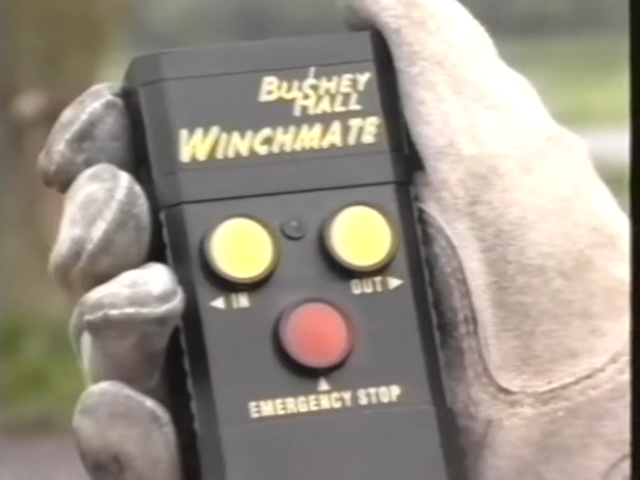 BUSHEY
HALL
WINCHMATE
◄ IN
OUT ►
▲
EMERGENCY STOP